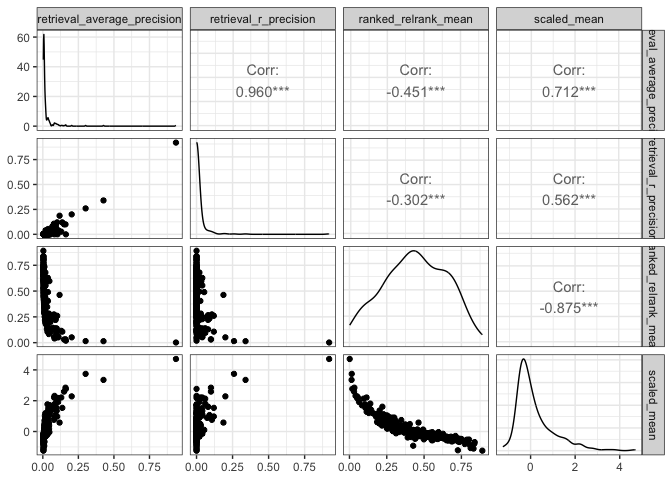 retrieval_average_precision
retrieval_r_precision
ranked_relrank_mean
scaled_mean
60
40
20
0
Corr:
0.960***
Corr:
-0.451***
Corr:
0.712***
eval_average_preci
0.75
0.50
0.25
0.00
Corr:
-0.302***
Corr:
0.562***
etrieval_r_precision
0.75
0.50
0.25
0.00
Corr:
-0.875***
anked_relrank_mea
4
2
0
scaled_mean
0.00 0.25 0.50 0.75
0.00 0.25 0.50 0.75
0.00 0.25 0.50 0.75
0 2 4